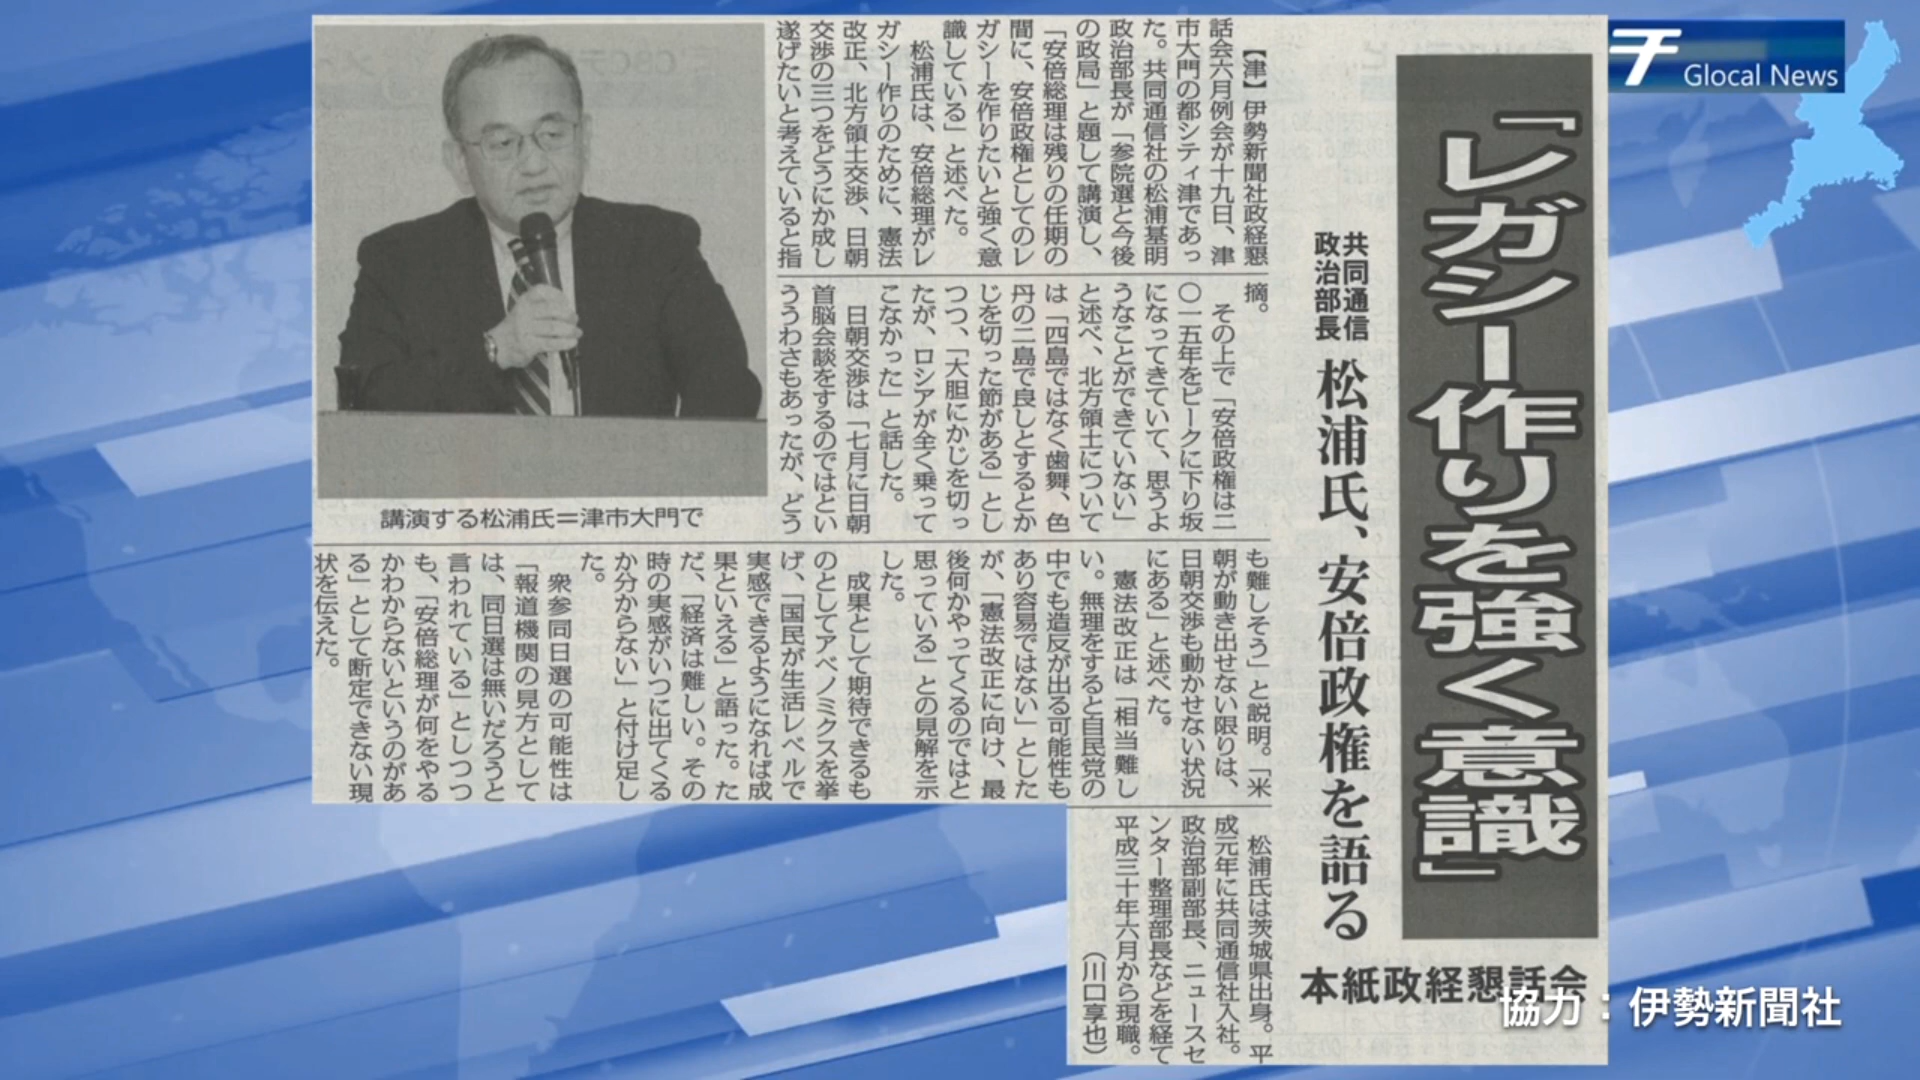 Glocal News
「レガシー作りを強く意識」
共同通信
政治部長
松浦氏、安倍政権を語る
本紙政経懇話会
【津】伊勢新聞社政経懇
話会六月例会が十九日、津
市大門の都シティ津であっ
た。共同通信社の松浦基明
政治部長が「参院選と今後
の政局」と題して講演し、
「安倍総理は残りの任期の
間に、安倍政権としてのレ
ガシーを作りたいと強く意
識している」と述べた。
松浦氏は、安倍総理がレ
ガシー作りのために、憲法
改正、北方領土交渉、日朝
交渉の三つをどうにか成し
遂げたいと考えていると指
摘。
その上で「安倍政権は二
〇一五年をピークに下り坂
になってきていて、思うよ
うなことができていない」
と述べ、北方領土について
は「四島ではなく歯舞、色
丹の二島で良しとするとか
じを切った節がある」とし
つつ、「大胆にかじを切っ
たが、ロシアが全く乗って
こなかった」と話した。
日朝交渉は「七月に日朝
首脳会談をするのではとい
ううわさもあったが、どう
も難しそう」と説明。「米
朝が動き出せない限りは、
日朝交渉も動かせない状況
にある」と述べた。
憲法改正は「相当難し
い。無理をすると自民党の
中でも造反が出る可能性も
あり容易ではない」とした
が、「憲法改正に向け、最
後何かやってくるのではと
思っている」との見解を示
した。
成果として期待できるも
のとしてアベノミクスを挙
げ、「国民が生活レベルで
実感できるようになれば成
果といえる」と語った。た
だ、「経済は難しい。その
時の実感がいつに出てくる
か分からない」と付け足し
た。
衆参同日選の可能性は
「報道機関の見方として
は、同日選は無いだろうと
言われている」としつつ
も、「安倍総理が何をやる
かわからないというのがあ
る」として断定できない現
状を伝えた。
松浦氏は茨城県出身。平
成元年に共同通信社入社。
政治部副部長、ニュースセ
ンター整理部長などを経て
平成三十年六月から現職。
（川口享也）
講演する松浦氏＝津市大門で
協力：伊勢新聞社